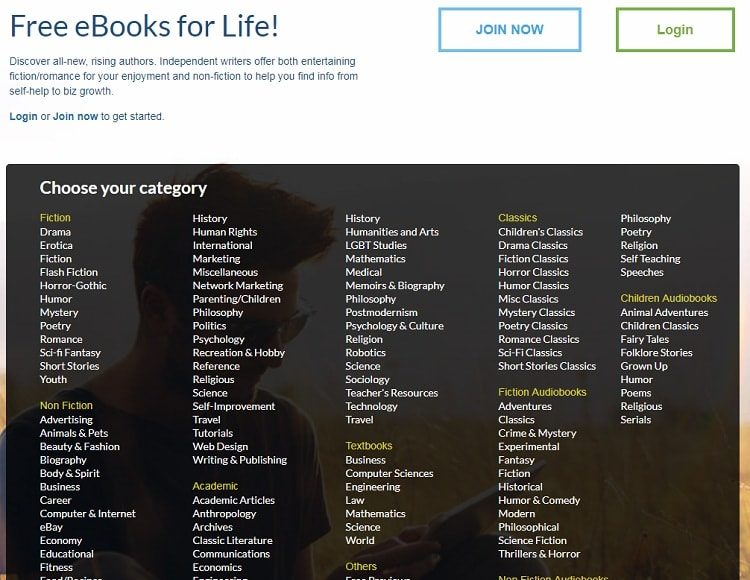 Free eBooks for Life!
JOIN NOW
Login
Discover all-new, rising authors. Independent writers offer both entertaining
fiction/romance for your enjoyment and non-fiction to help you find info from
self-help to biz growth.
Login or Join now to get started.
Choose your category
Fiction
Drama
Erotica
Fiction
Flash Fiction
Horror-Gothic
Humor
Mystery
Poetry
Romance
Sci-fi Fantasy
Short Stories
Youth
Non Fiction
Advertising
Animals & Pets
Beauty & Fashion
Biography
Body & Spirit
Business
Career
Computer & Internet
eBay
Economy
Educational
Fitness
Food/Recipes
History
Human Rights
International
Marketing
Miscellaneous
Network Marketing
Parenting/Children
Philosophy
Politics
Psychology
Recreation & Hobby
Reference
Religious
Science
Self-Improvement
Travel
Tutorials
Web Design
Writing & Publishing
Academic
Academic Articles
Anthropology
Archives
Classic Literature
Communications
Economics
Engineering
History
Humanities and Arts
LGBT Studies
Mathematics
Medical
Memoirs & Biography
Philosophy
Postmodernism
Psychology & Culture
Religion
Robotics
Science
Sociology
Teacher's Resources
Technology
Travel
Textbooks
Business
Computer Sciences
Engineering
Law
Mathematics
Science
World
Others
Free Previews
Classics
Children's Classics
Drama Classics
Fiction Classics
Horror Classics
Humor Classics
Misc Classics
Mystery Classics
Poetry Classics
Romance Classics
Sci-Fi Classics
Short Stories Classics
Fiction Audiobooks
Adventures
Classics
Crime & Mystery
Experimental
Fantasy
Fiction
Historical
Humor & Comedy
Modern
Philosophical
Science Fiction
Thrillers & Horror
Non Fiction Audiobooks
Philosophy
Poetry
Religion
Self Teaching
Speeches
Children Audiobooks
Animal Adventures
Children Classics
Fairy Tales
Folklore Stories
Grown Up
Humor
Poems
Religious
Serials